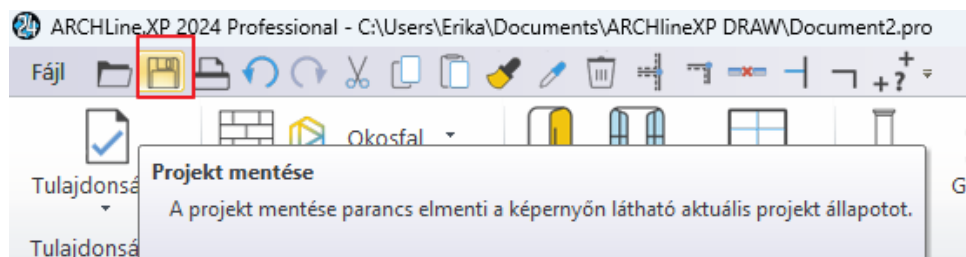 24 ARCHLine.XP 2024 Professional - C:\Users\Erika\Documents\ARCHlineXP DRAW\Document2.pro
Fájl
Okosfal
Tulajdonsá
G
Projekt mentése
A projekt mentése parancs elmenti a képernyőn látható aktuális projekt állapotot.
Tulajdonsá